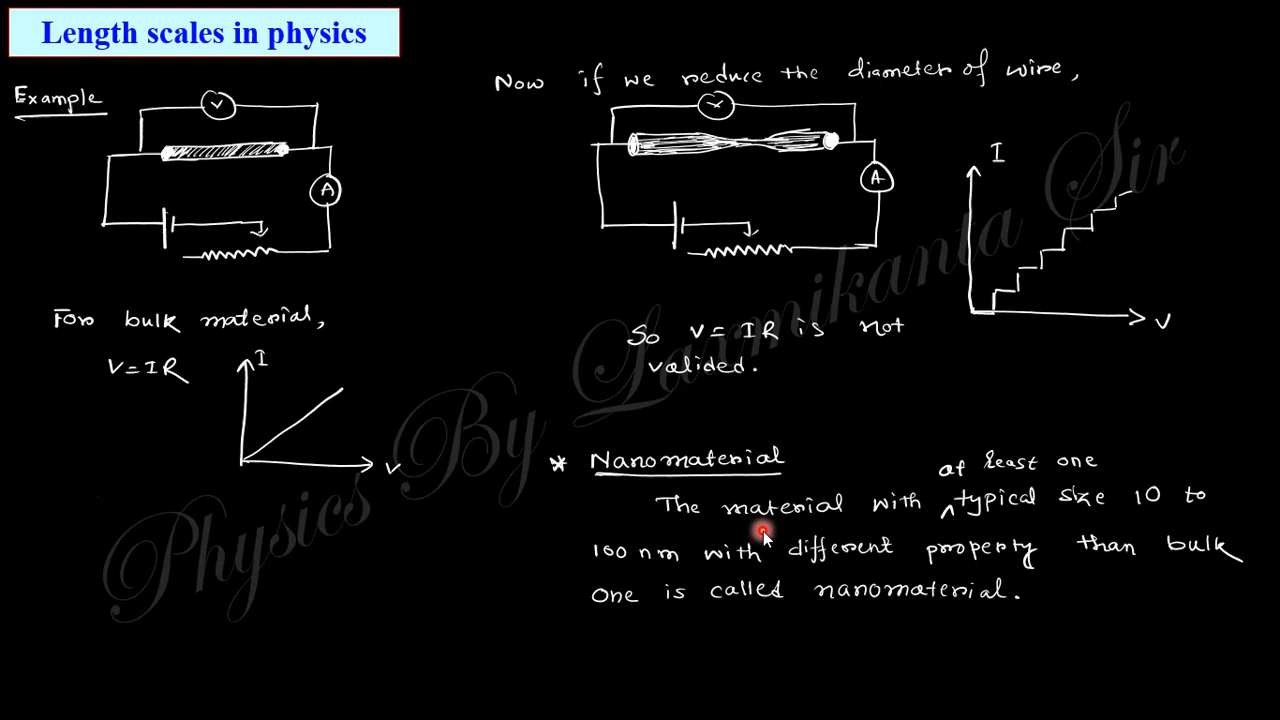 Length scales in physics
Example
V
A
For bulk material,
V = IR
I
V
Now if we reduce the diameter of wire,
V
A
I
V
So V = IR is not
valided.
* Nanomaterial
at least one
The material with ^ typical size 10 to
100 nm with different property than bulk
one is called nanomaterial.
Physics By Laxmikanta Sir